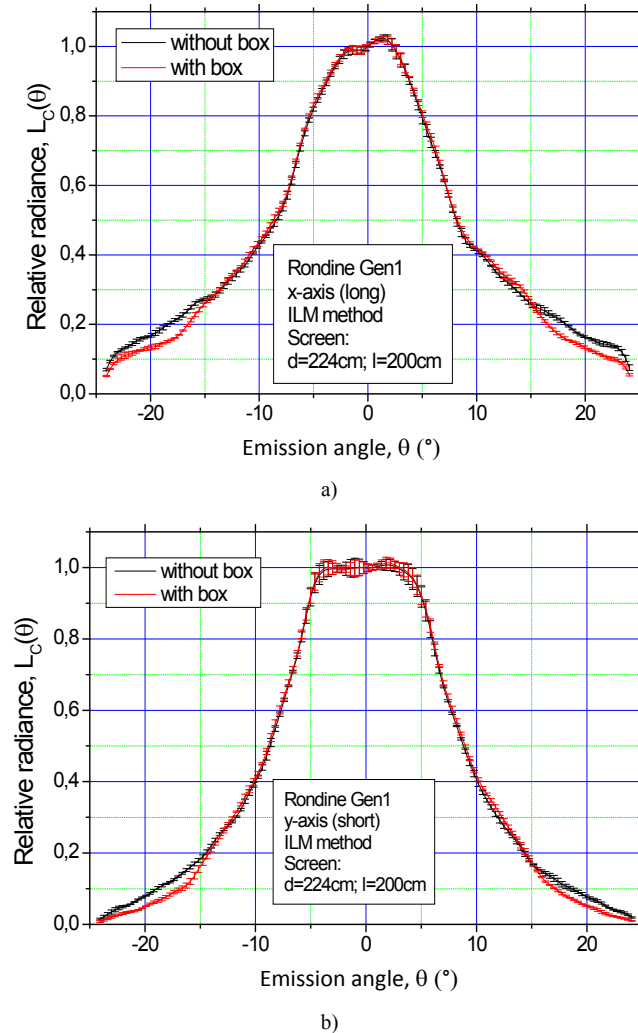 1,0
0,8
0,6
0,4
0,2
0,0
Relative radiance, L_C(θ)
without box
with box
Rondine Gen1
x-axis (long)
ILM method
Screen:
d=224cm; l=200cm
-20 -10 0 10 20
Emission angle, θ (°)
a)
1,0
0,8
0,6
0,4
0,2
0,0
Relative radiance, L_C(θ)
without box
with box
Rondine Gen1
y-axis (short)
ILM method
Screen:
d=224cm; l=200cm
-20 -10 0 10 20
Emission angle, θ (°)
b)